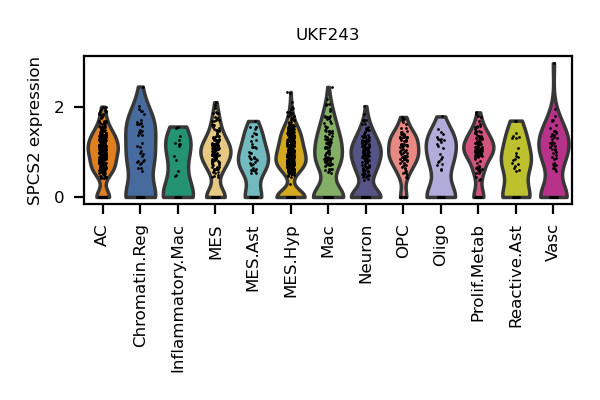 UKF243
SPCS2 expression
2
0
AC
Chromatin.Reg
Inflammatory.Mac
MES
MES.Ast
MES.Hyp
Mac
Neuron
OPC
Oligo
Prolif.Metab
Reactive.Ast
Vasc